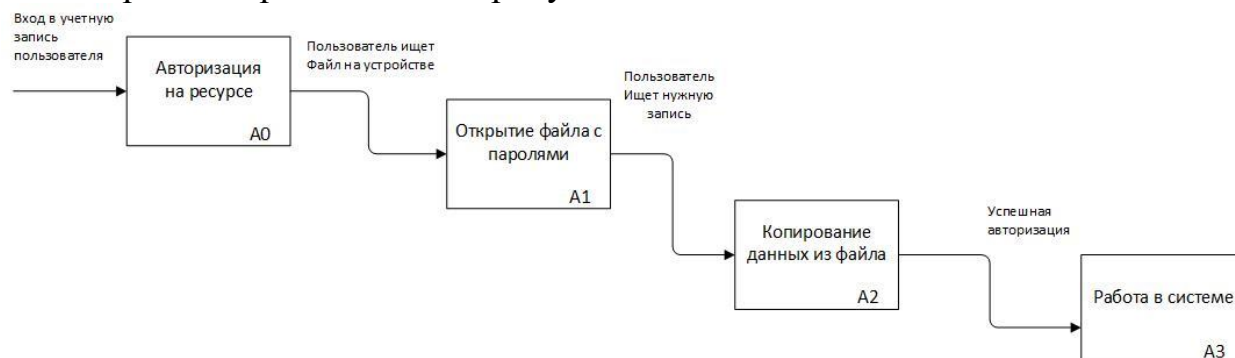 Вход в учетную
запись
пользователя
Авторизация
на ресурсе
A0
Пользователь ищет
Файл на устройстве
Открытие файла с
паролями
A1
Пользователь
Ищет нужную
запись
Копирование
данных из файла
A2
Успешная
авторизация
Работа в системе
A3